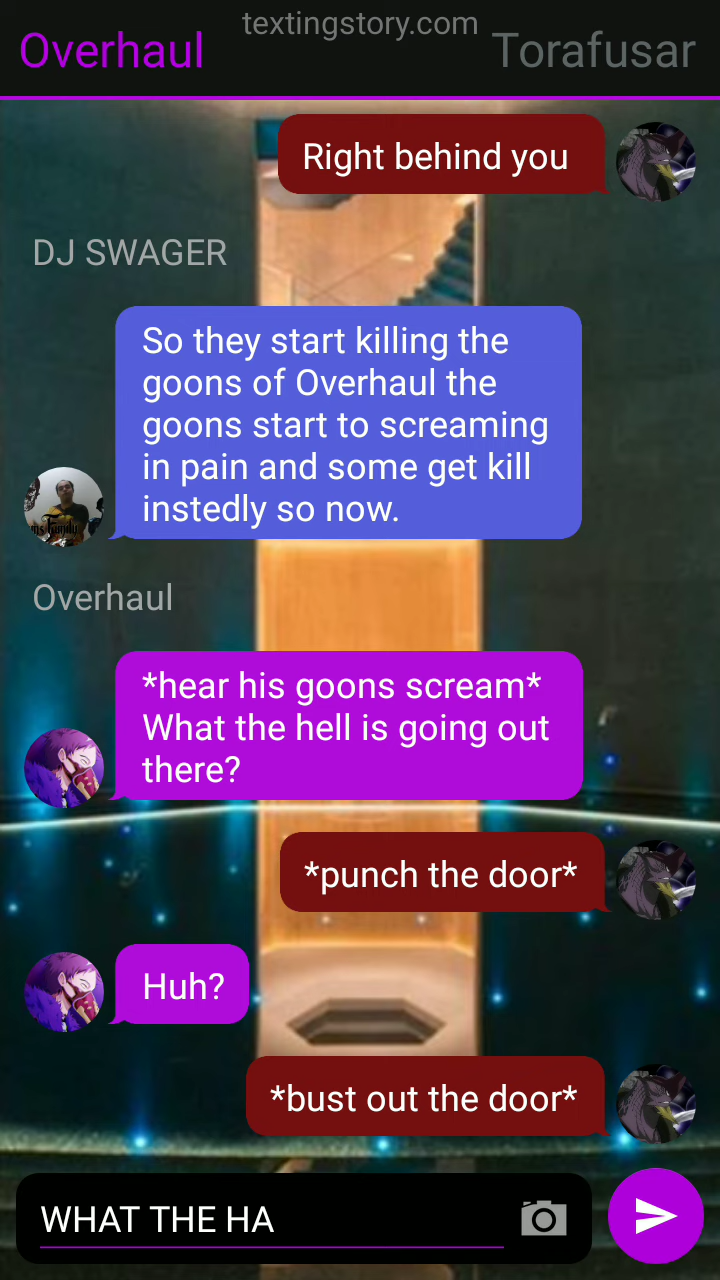 textingstory.com
Overhaul
Torafusar
Right behind you
DJ SWAGER
So they start killing the
goons of Overhaul the
goons start to screaming
in pain and some get kill
instedly so now.
Overhaul
*hear his goons scream*
What the hell is going out
there?
*punch the door*
Huh?
*bust out the door*
WHAT THE HA